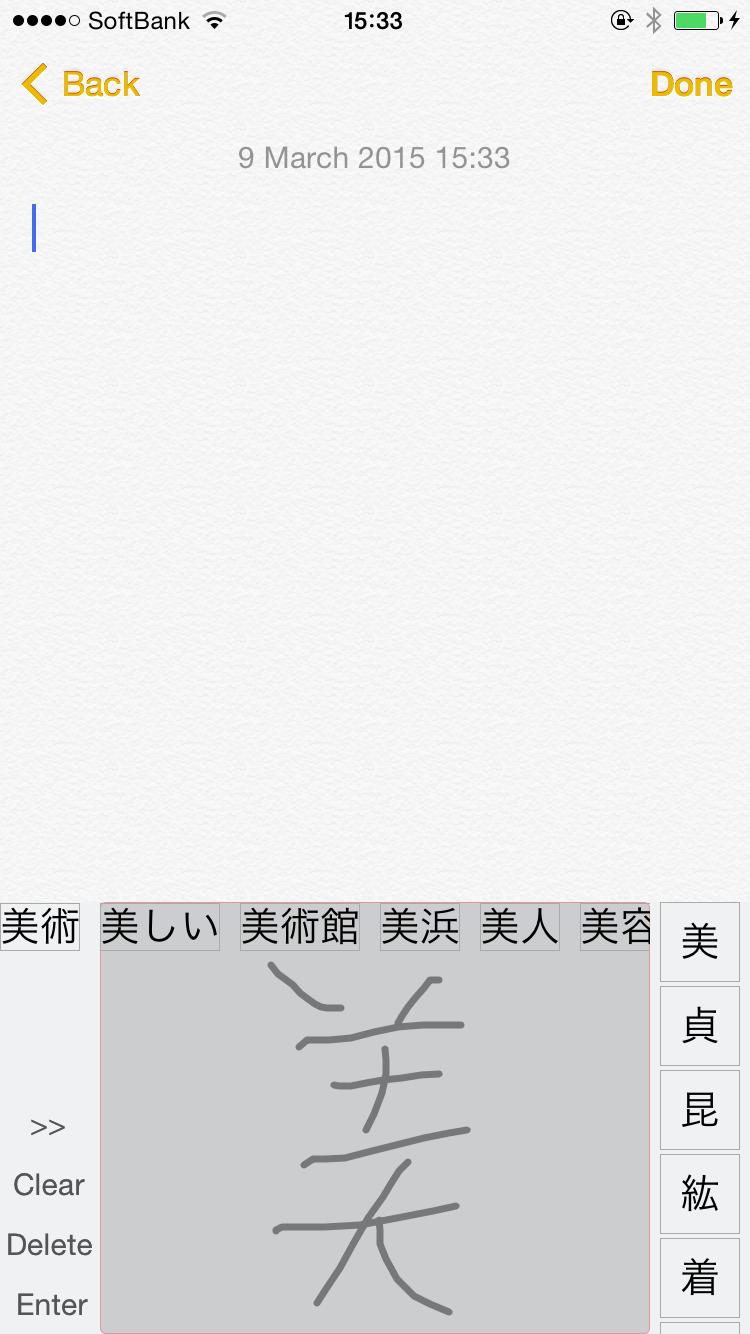 SoftBank 15:33
Back Done
9 March 2015 15:33
美術 美しい 美術館 美浜 美人 美容
美
美
貞
昆
紘
着
>>
Clear
Delete
Enter